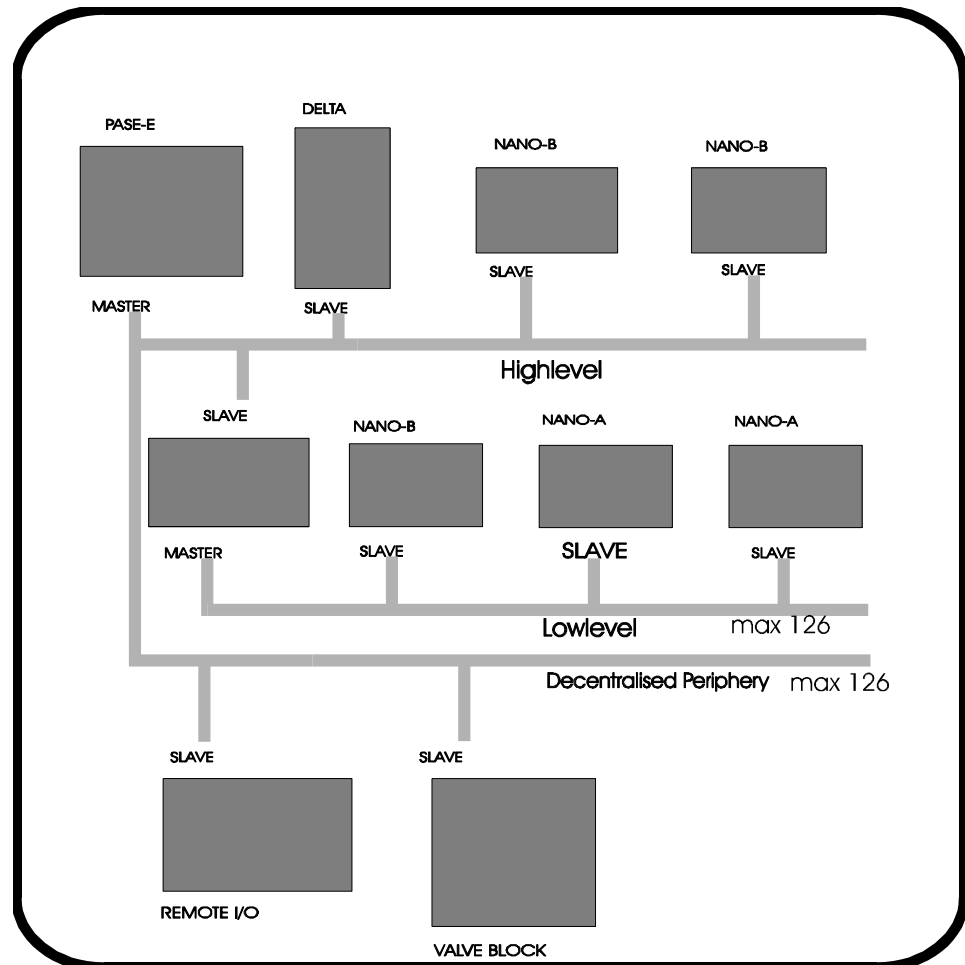 DELTA
PASE-E
NANO-B
NANO-B
SLAVE
SLAVE
MASTER
SLAVE
Highlevel
SLAVE
NANO-B
NANO-A
NANO-A
MASTER
SLAVE
SLAVE
SLAVE
Lowlevel
max 126
Decentralised Periphery
max 126
SLAVE
SLAVE
REMOTE I/O
VALVE BLOCK